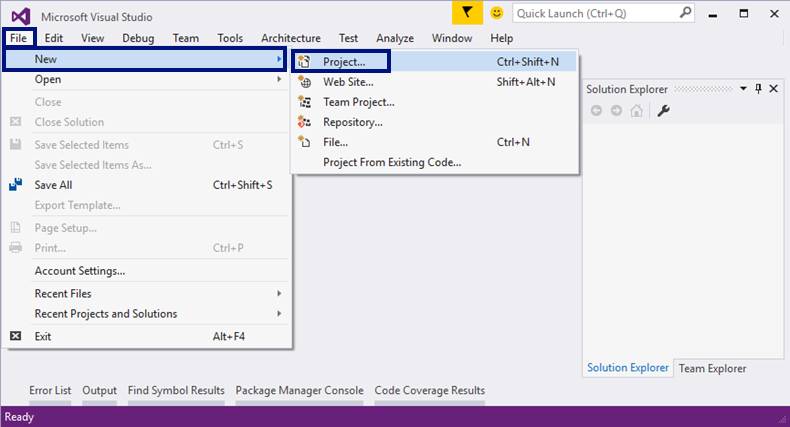 Microsoft Visual Studio
Quick Launch (Ctrl+Q)
File Edit View Debug Team Tools Architecture Test Analyze Window Help
New
Open
Close
Close Solution
Save Selected Items Ctrl+S
Save Selected Items As...
Save All Ctrl+Shift+S
Export Template...
Page Setup...
Print... Ctrl+P
Account Settings...
Recent Files
Recent Projects and Solutions
Exit Alt+F4
Project... Ctrl+Shift+N
Web Site... Shift+Alt+N
Team Project...
Repository...
File... Ctrl+N
Project From Existing Code...
Solution Explorer
Solution Explorer Team Explorer
Error List Output Find Symbol Results Package Manager Console Code Coverage Results
Ready